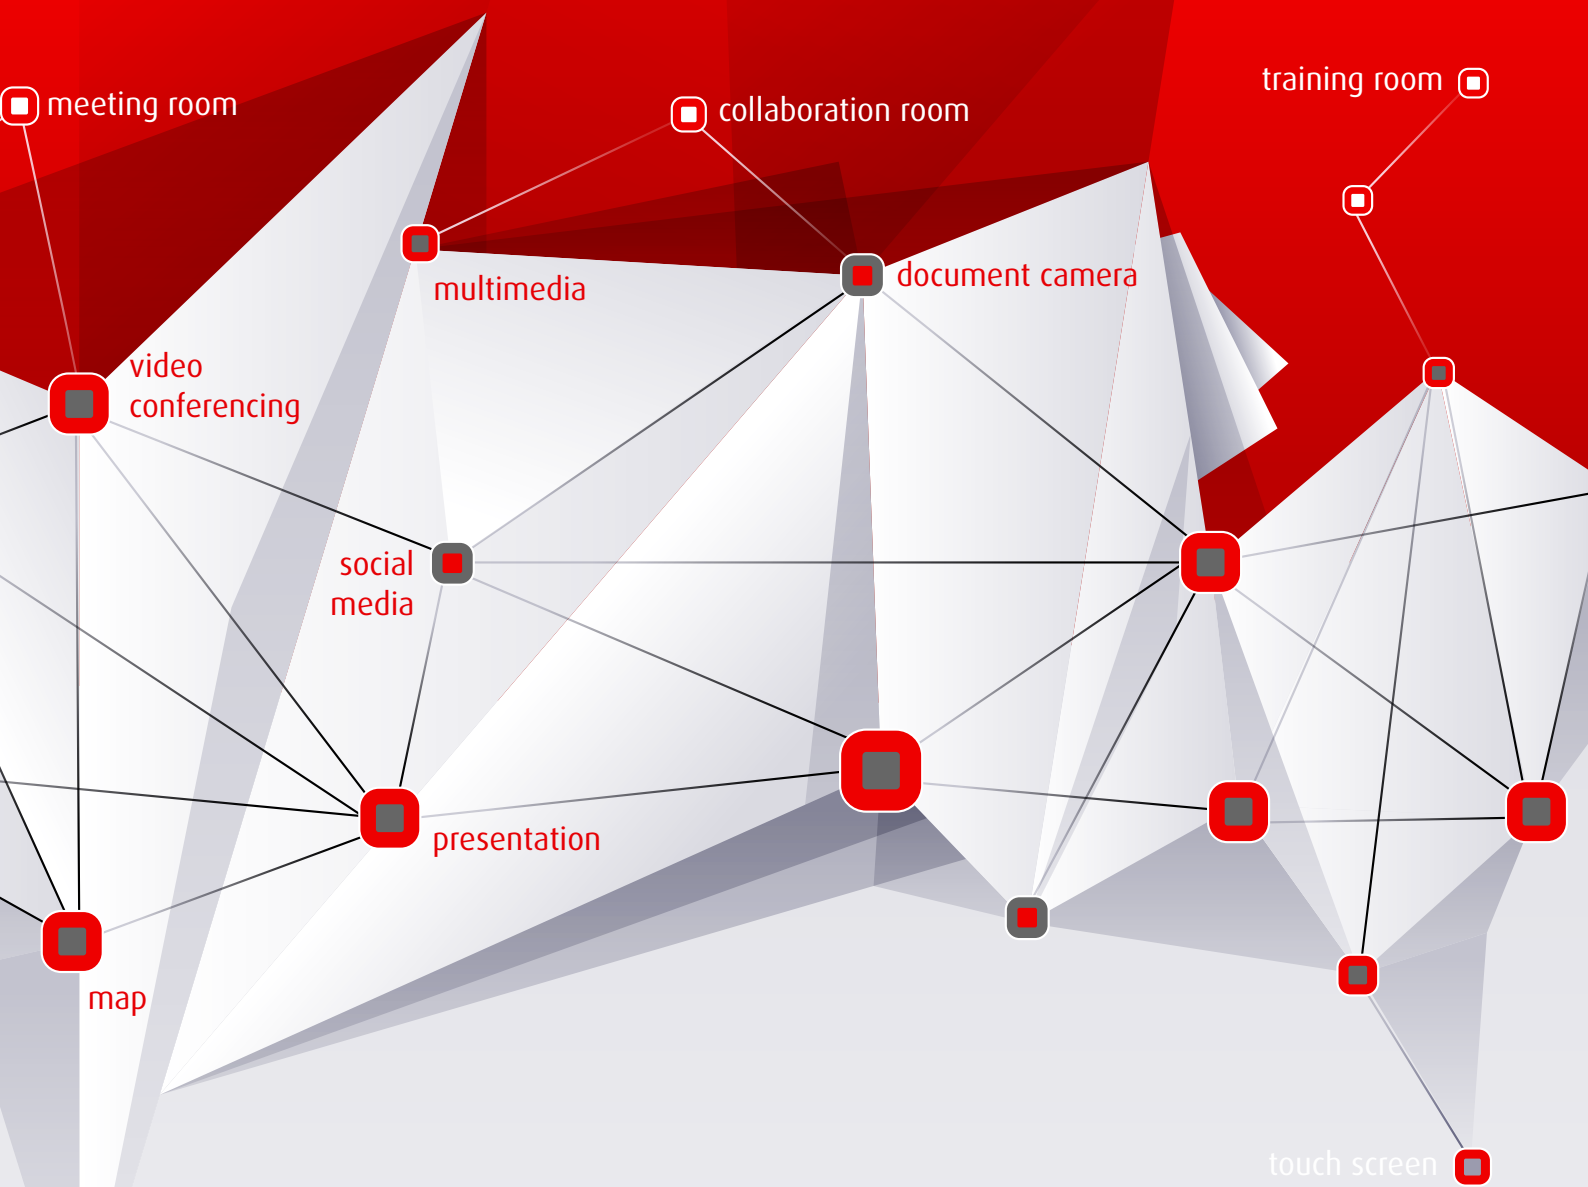 training room
meeting room
collaboration room
document camera
multimedia
video
conferencing
social
media
presentation
map
touch screen